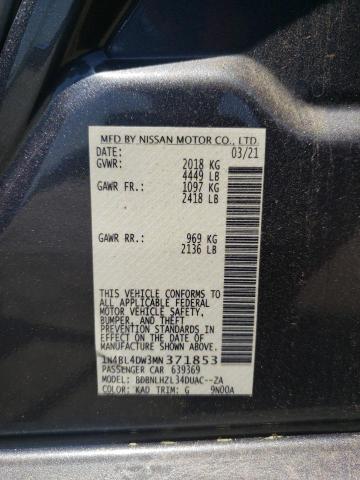 MFD BY NISSAN MOTOR CO., LTD.
DATE: 03/21
GVWR: 2018 KG
4449 LB
GAWR FR.: 1097 KG
2418 LB
GAWR RR.: 969 KG
2136 LB
THIS VEHICLE CONFORMS TO ALL
APPLICABLE FEDERAL
MOTOR VEHICLE SAFETY,
BUMPER, AND THEFT
PREVENTION STANDARDS
IN EFFECT ON THE DATE OF
MANUFACTURE SHOWN ABOVE.
1N4BL4DW3MN371853
PASSENGER CAR 639369
MODEL: BDBNLHZL34DUAC--ZA
COLOR: KAD TRIM: G 9N00A